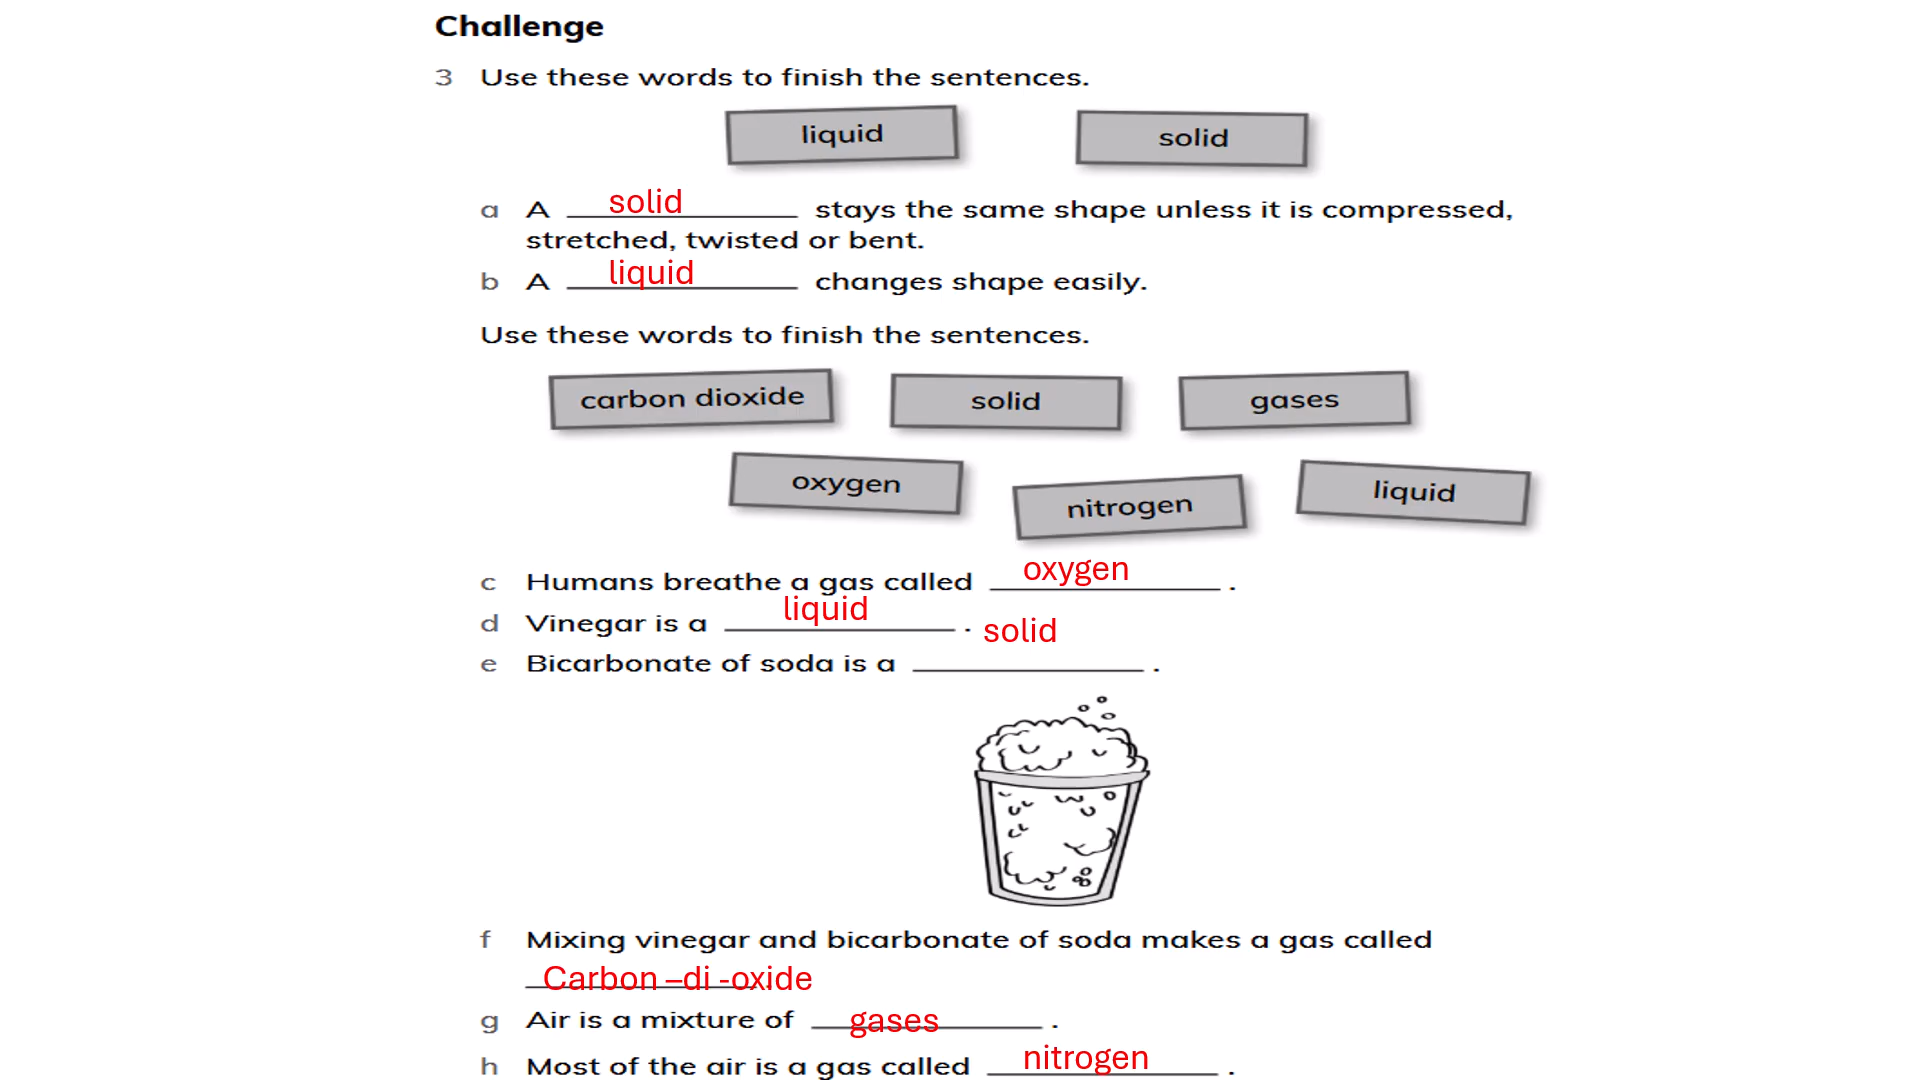 Challenge
3 Use these words to finish the sentences.
liquid solid
a A solid stays the same shape unless it is compressed,
stretched, twisted or bent.
b A liquid changes shape easily.
Use these words to finish the sentences.
carbon dioxide solid gases
oxygen nitrogen liquid
c Humans breathe a gas called oxygen .
d Vinegar is a liquid .
solid
e Bicarbonate of soda is a .
f Mixing vinegar and bicarbonate of soda makes a gas called
Carbon –di -oxide
g Air is a mixture of gases .
h Most of the air is a gas called nitrogen .